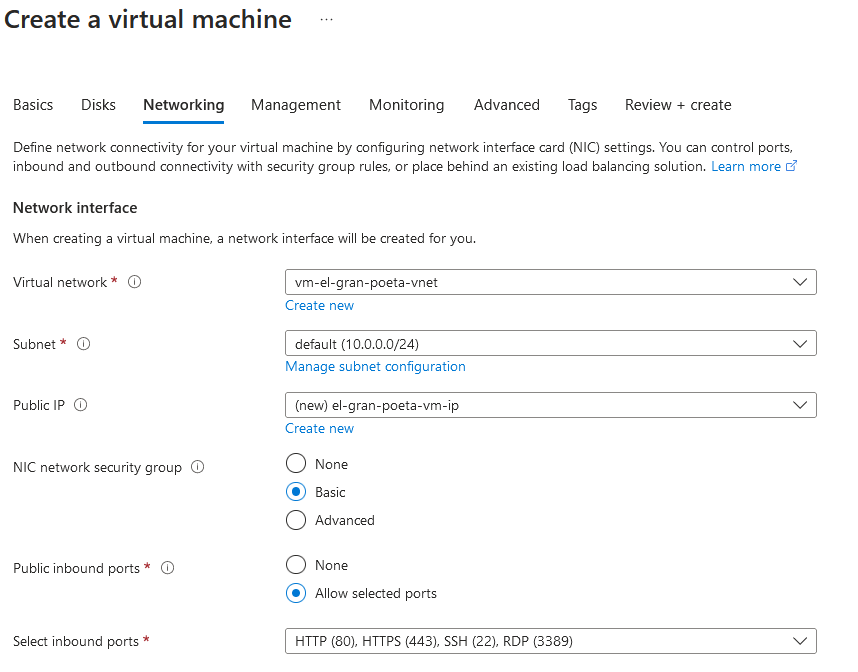 Create a virtual machine ...
Basics Disks Networking Management Monitoring Advanced Tags Review + create
Define network connectivity for your virtual machine by configuring network interface card (NIC) settings. You can control ports,
inbound and outbound connectivity with security group rules, or place behind an existing load balancing solution. Learn more
Network interface
When creating a virtual machine, a network interface will be created for you.
Virtual network * vm-el-gran-poeta-vnet
Create new
Subnet * default (10.0.0.0/24)
Manage subnet configuration
Public IP (new) el-gran-poeta-vm-ip
Create new
NIC network security group None
Basic
Advanced
Public inbound ports * None
Allow selected ports
Select inbound ports * HTTP (80), HTTPS (443), SSH (22), RDP (3389)